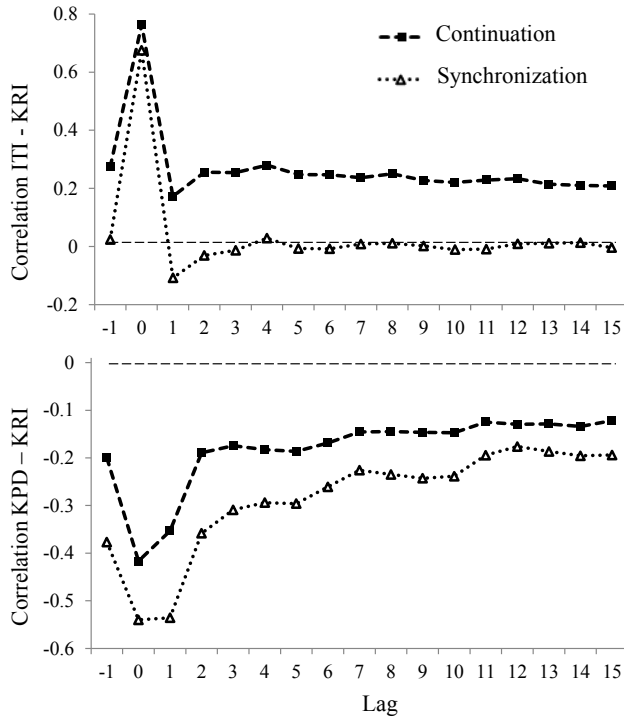 0.8
0.6
0.4
0.2
0
-0.2
Correlation ITI - KRI
Continuation
Synchronization
-1 0 1 2 3 4 5 6 7 8 9 10 11 12 13 14 15
0
-0.1
-0.2
-0.3
-0.4
-0.5
-0.6
Correlation KPD – KRI
-1 0 1 2 3 4 5 6 7 8 9 10 11 12 13 14 15
Lag